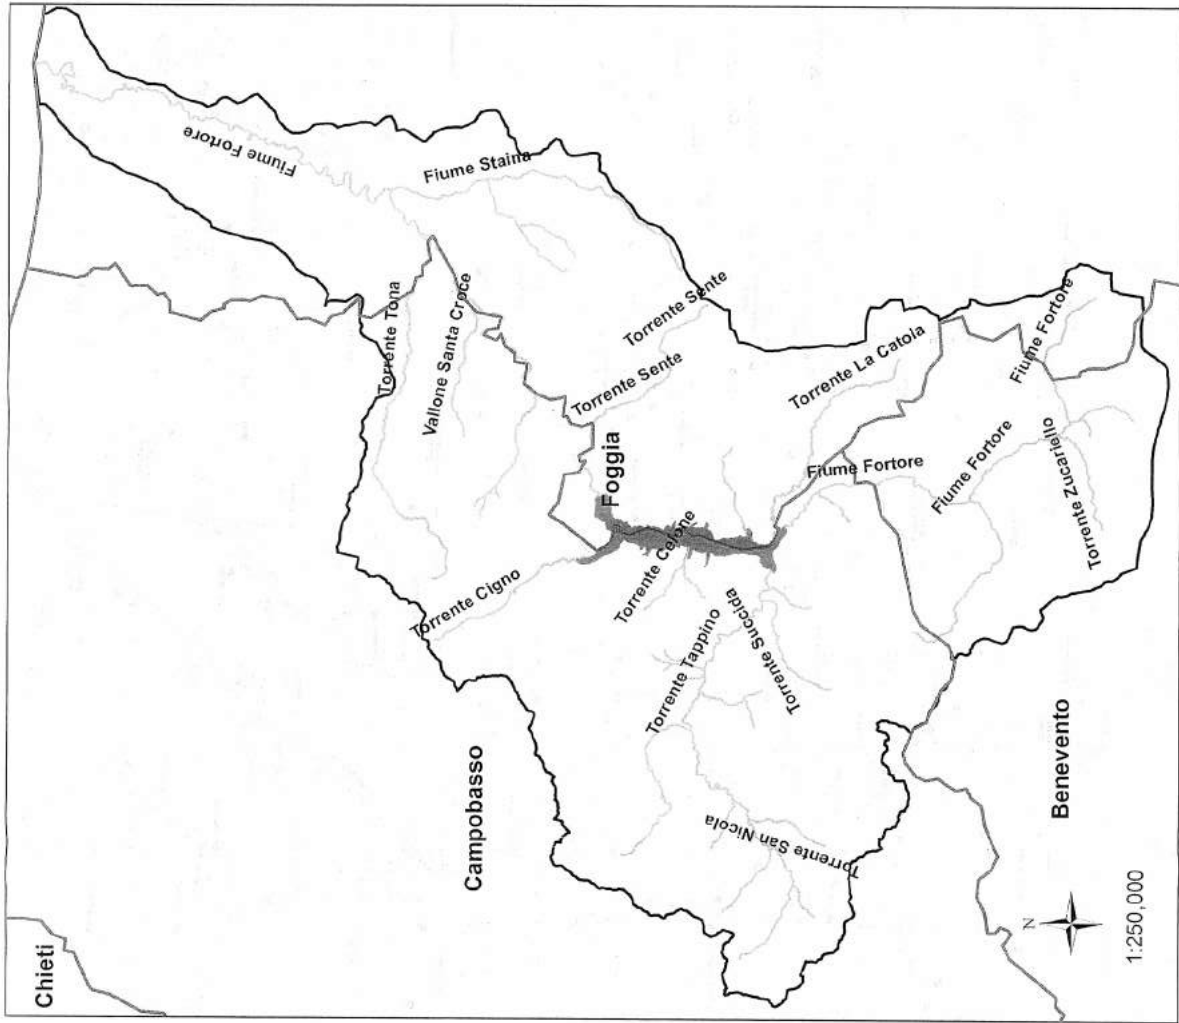 Chieti
Fiume Fortore
Fiume Staina
Torrente Tona
Vallone Santa Croce
Torrente Sente
Torrente Sente
Foggia
Torrente Cigno
Torrente Celone
Torrente La Catola
Fiume Fortore
Fiume Fortore
Fiume Fortore
Torrente Zucariello
Torrente Tappino
Torrente Succida
Torrente San Nicola
Campobasso
Benevento
N
1:250,000